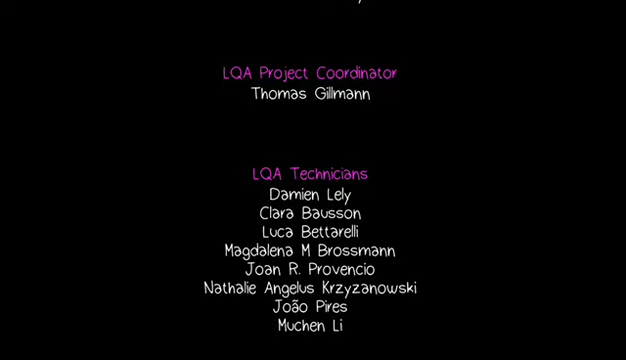 LQA Project Coordinator
Thomas Gillmann
LQA Technicians
Damien Lely
Clara Bausson
Luca Bettarelli
Magdalena M Brossmann
Joan R. Provencio
Nathalie Angelus Krzyzanowski
João Pires
Muchen Li